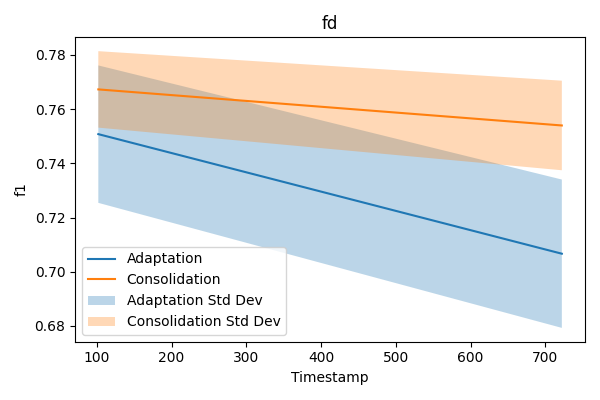 fd
0.78
0.76
0.74
0.72
0.70
0.68
f1
Adaptation
Consolidation
Adaptation Std Dev
Consolidation Std Dev
100 200 300 400 500 600 700
Timestamp